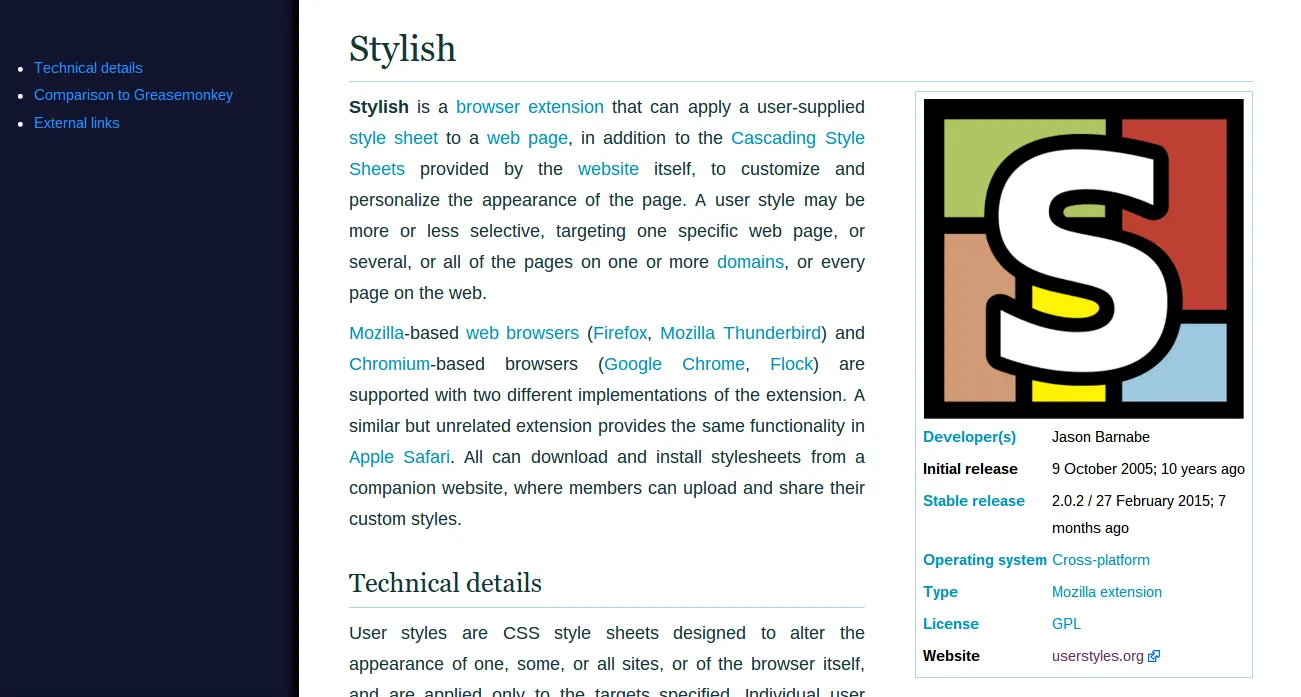 Technical details
Comparison to Greasemonkey
External links
Stylish
Stylish is a browser extension that can apply a user-supplied
style sheet to a web page, in addition to the Cascading Style
Sheets provided by the website itself, to customize and
personalize the appearance of the page. A user style may be
more or less selective, targeting one specific web page, or
several, or all of the pages on one or more domains, or every
page on the web.
Mozilla-based web browsers (Firefox, Mozilla Thunderbird) and
Chromium-based browsers (Google Chrome, Flock) are
supported with two different implementations of the extension. A
similar but unrelated extension provides the same functionality in
Apple Safari. All can download and install stylesheets from a
companion website, where members can upload and share their
custom styles.
Technical details
User styles are CSS style sheets designed to alter the
appearance of one, some, or all sites, or of the browser itself,
and are applied only to the targets specified. Individual user
S
Developer(s) Jason Barnabe
Initial release 9 October 2005; 10 years ago
Stable release 2.0.2 / 27 February 2015; 7
months ago
Operating system Cross-platform
Type Mozilla extension
License GPL
Website userstyles.org